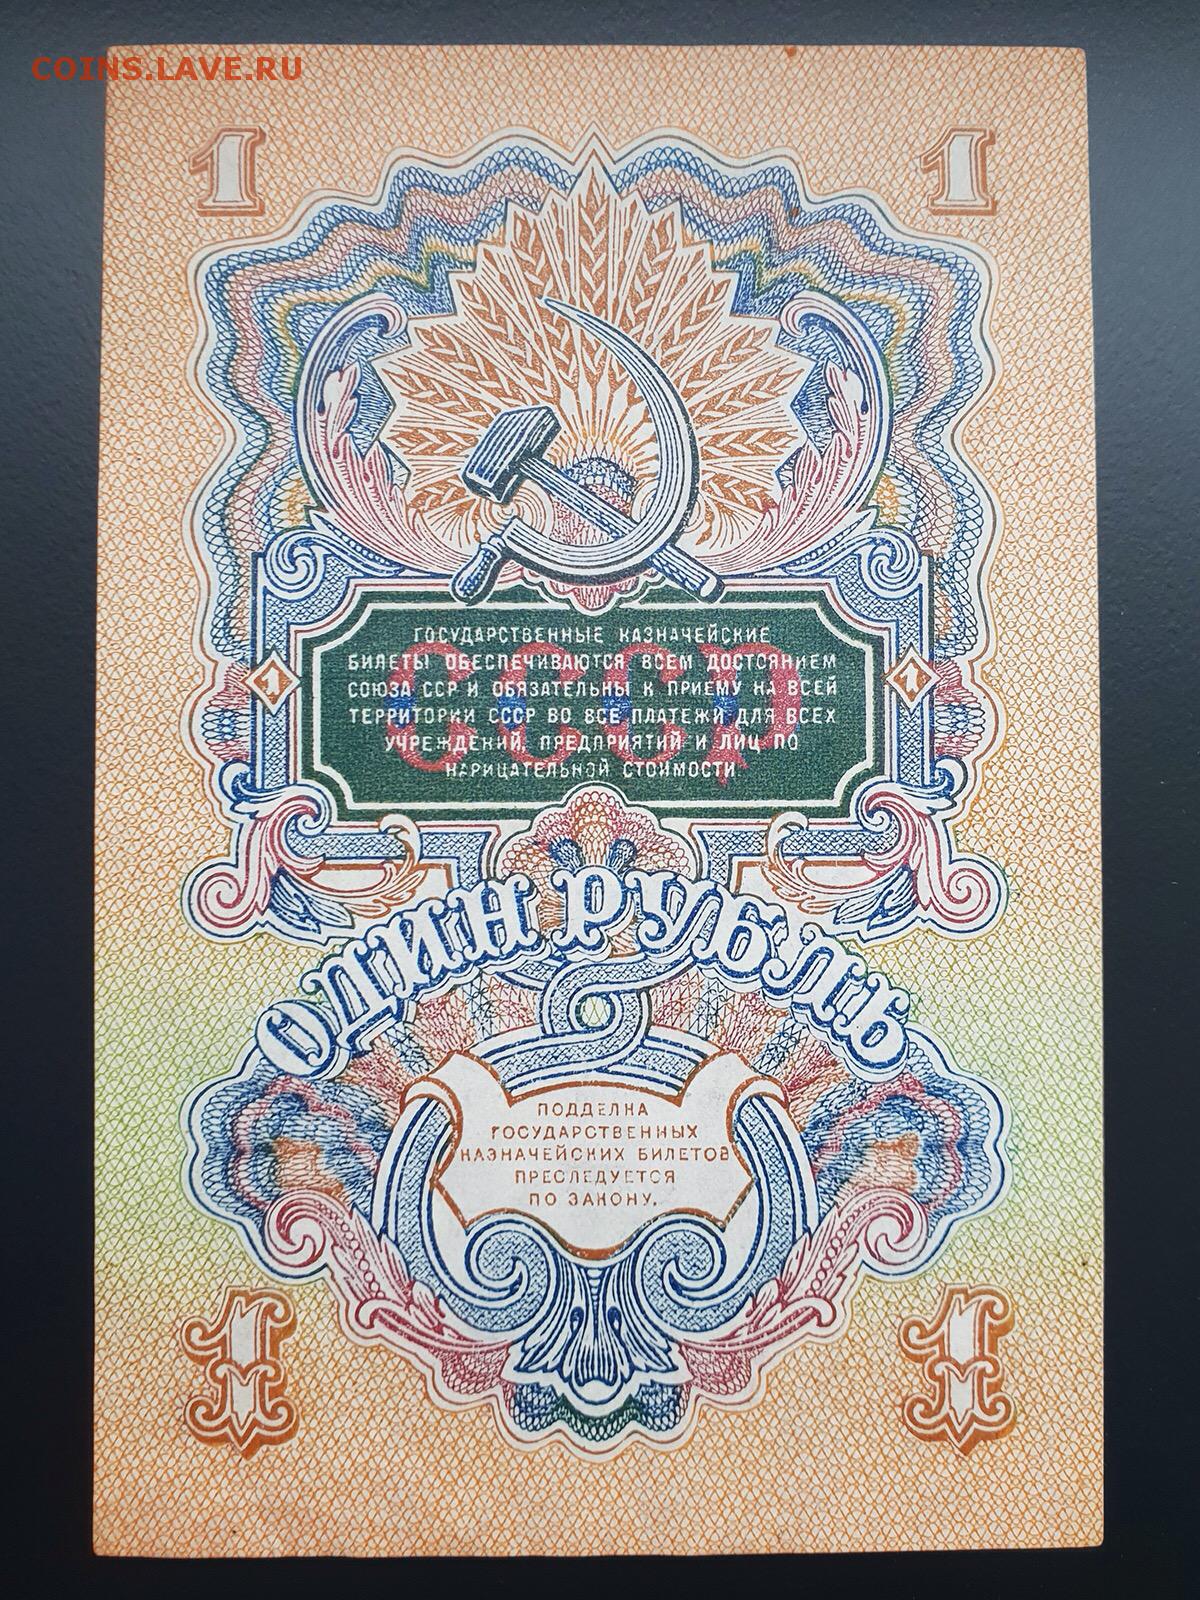 COINS.LAVE.RU
1 1
ГОСУДАРСТВЕННЫЕ КАЗНАЧЕЙСКИЕ
БИЛЕТЫ ОБЕСПЕЧИВАЮТСЯ ВСЕМ ДОСТОЯНИЕМ
СОЮЗА ССР И ОБЯЗАТЕЛЬНЫ К ПРИЕМУ НА ВСЕЙ
ТЕРРИТОРИИ СССР ВО ВСЕ ПЛАТЕЖИ ДЛЯ ВСЕХ
УЧРЕЖДЕНИЙ, ПРЕДПРИЯТИЙ И ЛИЦ ПО
НАРИЦАТЕЛЬНОЙ СТОИМОСТИ
СССР
1 1
ОДИН РУБЛЬ
ПОДДЕЛКА
ГОСУДАРСТВЕННЫХ
КАЗНАЧЕЙСКИХ БИЛЕТОВ
ПРЕСЛЕДУЕТСЯ
ПО ЗАКОНУ.
1 1